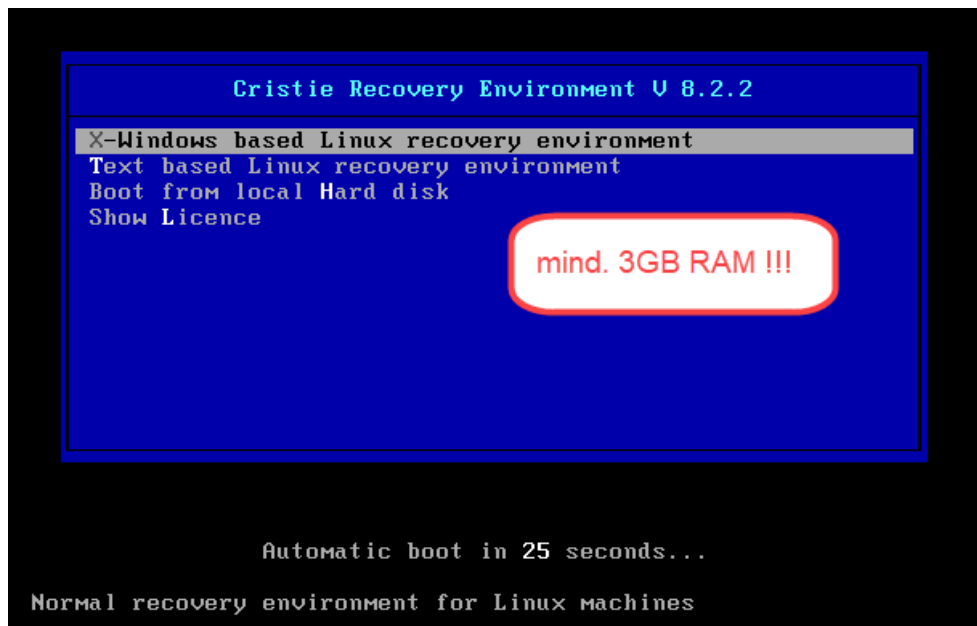 Cristie Recovery Environment V 8.2.2
X-Windows based Linux recovery environment
Text based Linux recovery environment
Boot from local Hard disk
Show Licence
mind. 3GB RAM !!!
Automatic boot in 25 seconds...
Normal recovery environment for Linux machines